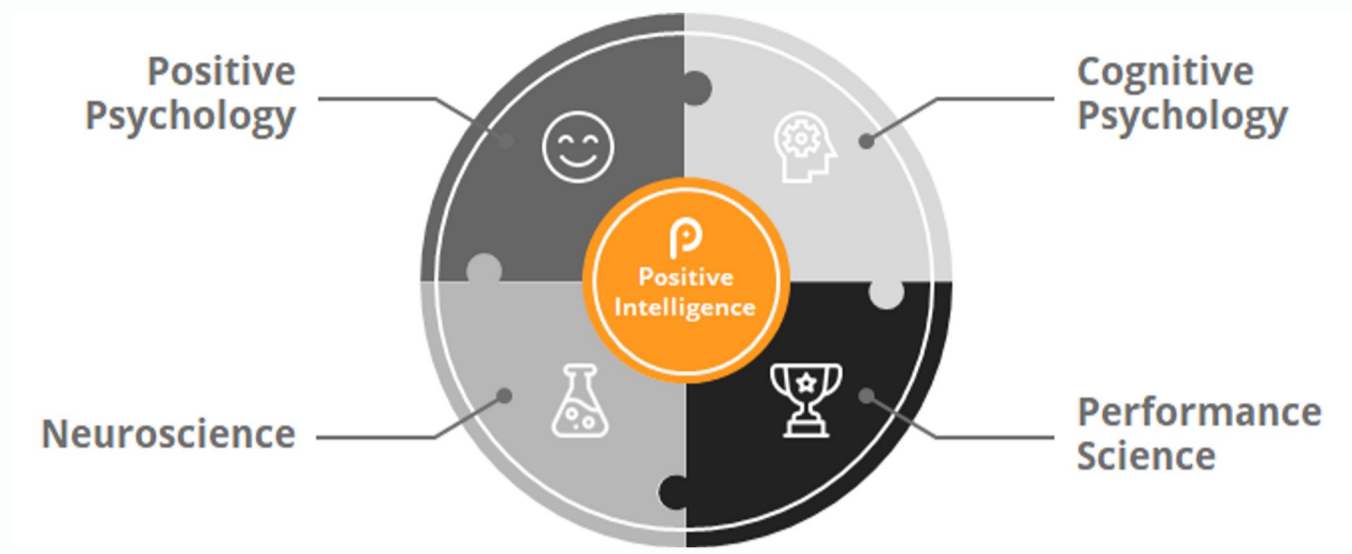 Positive
Psychology
Cognitive
Psychology
Positive
Intelligence
Neuroscience
Performance
Science